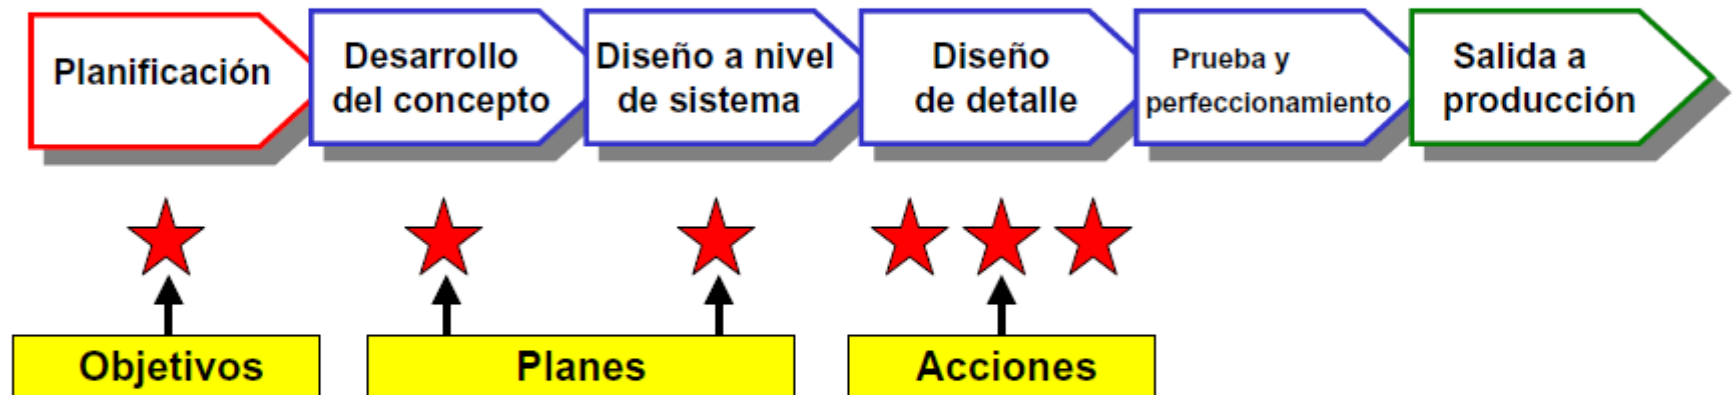 Planificación
Desarrollo
del concepto
Diseño a nivel
de sistema
Diseño
de detalle
Prueba y
perfeccionamiento
Salida a
producción
Objetivos
Planes
Acciones